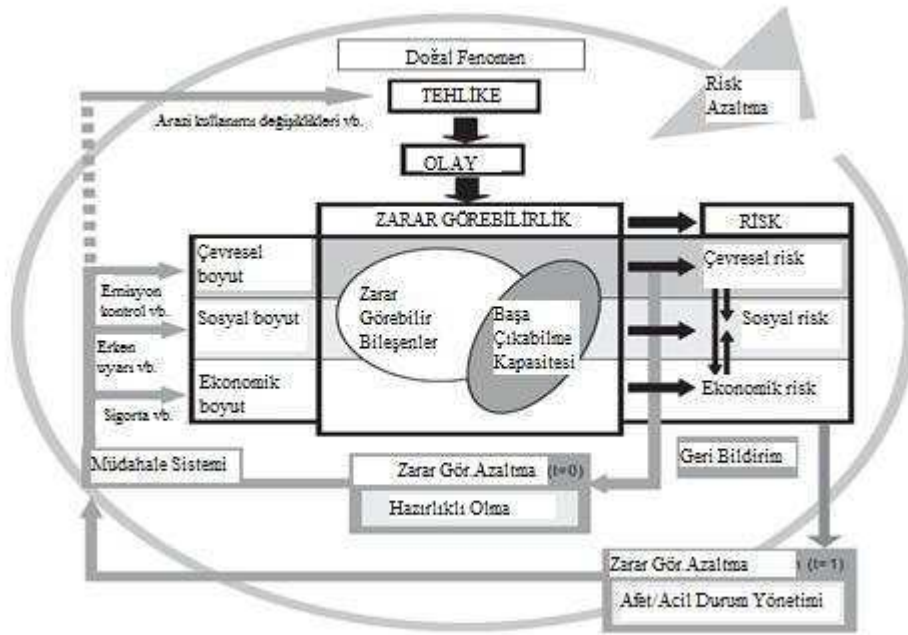 Doğal Fenomen
TEHLİKE
Risk
Azaltma
Arazi kullanımı değişiklikleri vb.
OLAY
ZARAR GÖREBİLİRLİK
RİSK
Çevresel
boyut
Çevresel risk
Emisyon
kontrol vb.
Zarar
Görebilir
Bileşenler
Başa
Çıkabilme
Kapasitesi
Sosyal boyut
Sosyal risk
Erken
uyarı vb.
Ekonomik
boyut
Ekonomik risk
Sigorta vb.
Müdahale Sistemi
Zarar Gör.Azaltma (t=0)
Hazırlıklı Olma
Geri Bildirim
Zarar Gör.Azaltma (t=1)
Afet/Acil Durum Yönetimi